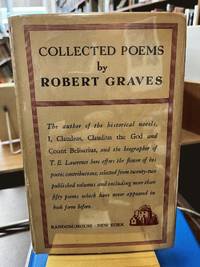 COLLECTED POEMS
by
ROBERT GRAVES
The author of the historical novels,
I, Claudius, Claudius the God and
Count Belisarius, and the biographer of
T. E. Lawrence here offers the flower of his
poetic contributions; selected from twenty-two
published volumes and including more than
fifty poems which have never appeared in
book form before.
RANDOM HOUSE · NEW YORK